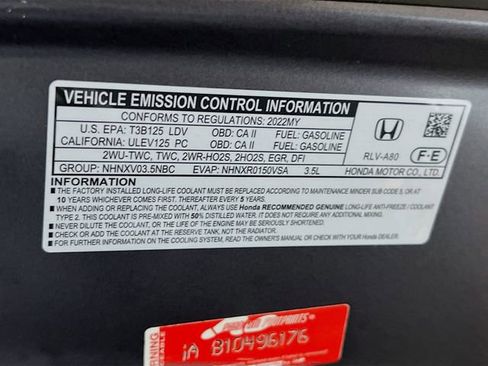 VEHICLE EMISSION CONTROL INFORMATION
CONFORMS TO REGULATIONS: 2022MY
U.S. EPA: T3B125 LDV OBD: CA II FUEL: GASOLINE
CALIFORNIA: ULEV125 PC OBD: CA II FUEL: GASOLINE
2WU-TWC, TWC, 2WR-HO2S, 2HO2S, EGR, DFI
GROUP: NHNXV03.5NBC EVAP: NHNXR0150VSA 3.5L
RLV-A80
F-E
HONDA MOTOR CO., LTD.
INFORMATION
■ THE FACTORY INSTALLED LONG-LIFE COOLANT MUST BE REPLACED ACCORDING TO MAINTENANCE MINDER SUB CODE 5, OR AT
10 YEARS WHICHEVER COMES FIRST. THEREAFTER EVERY 5 YEARS.
■ WHEN ADDING OR REPLACING THE COOLANT, ALWAYS USE Honda RECOMMENDED GENUINE LONG-LIFE ANTI-FREEZE / COOLANT
TYPE 2. THIS COOLANT IS PRE-MIXED WITH 50% DISTILLED WATER. IT DOES NOT REQUIRE ANY ADDITIONAL MIXING.
■ NEVER DILUTE THE COOLANT, OR THE LIFE OF THE ENGINE MAY BE SERIOUSLY SHORTENED.
■ CHECK OR ADD THE COOLANT AT THE RESERVE TANK, NOT THE RADIATOR.
■ FOR FURTHER INFORMATION ON THE COOLING SYSTEM, READ THE OWNER'S MANUAL OR CHECK WITH YOUR Honda DEALER.
WARNING
iA B10496176